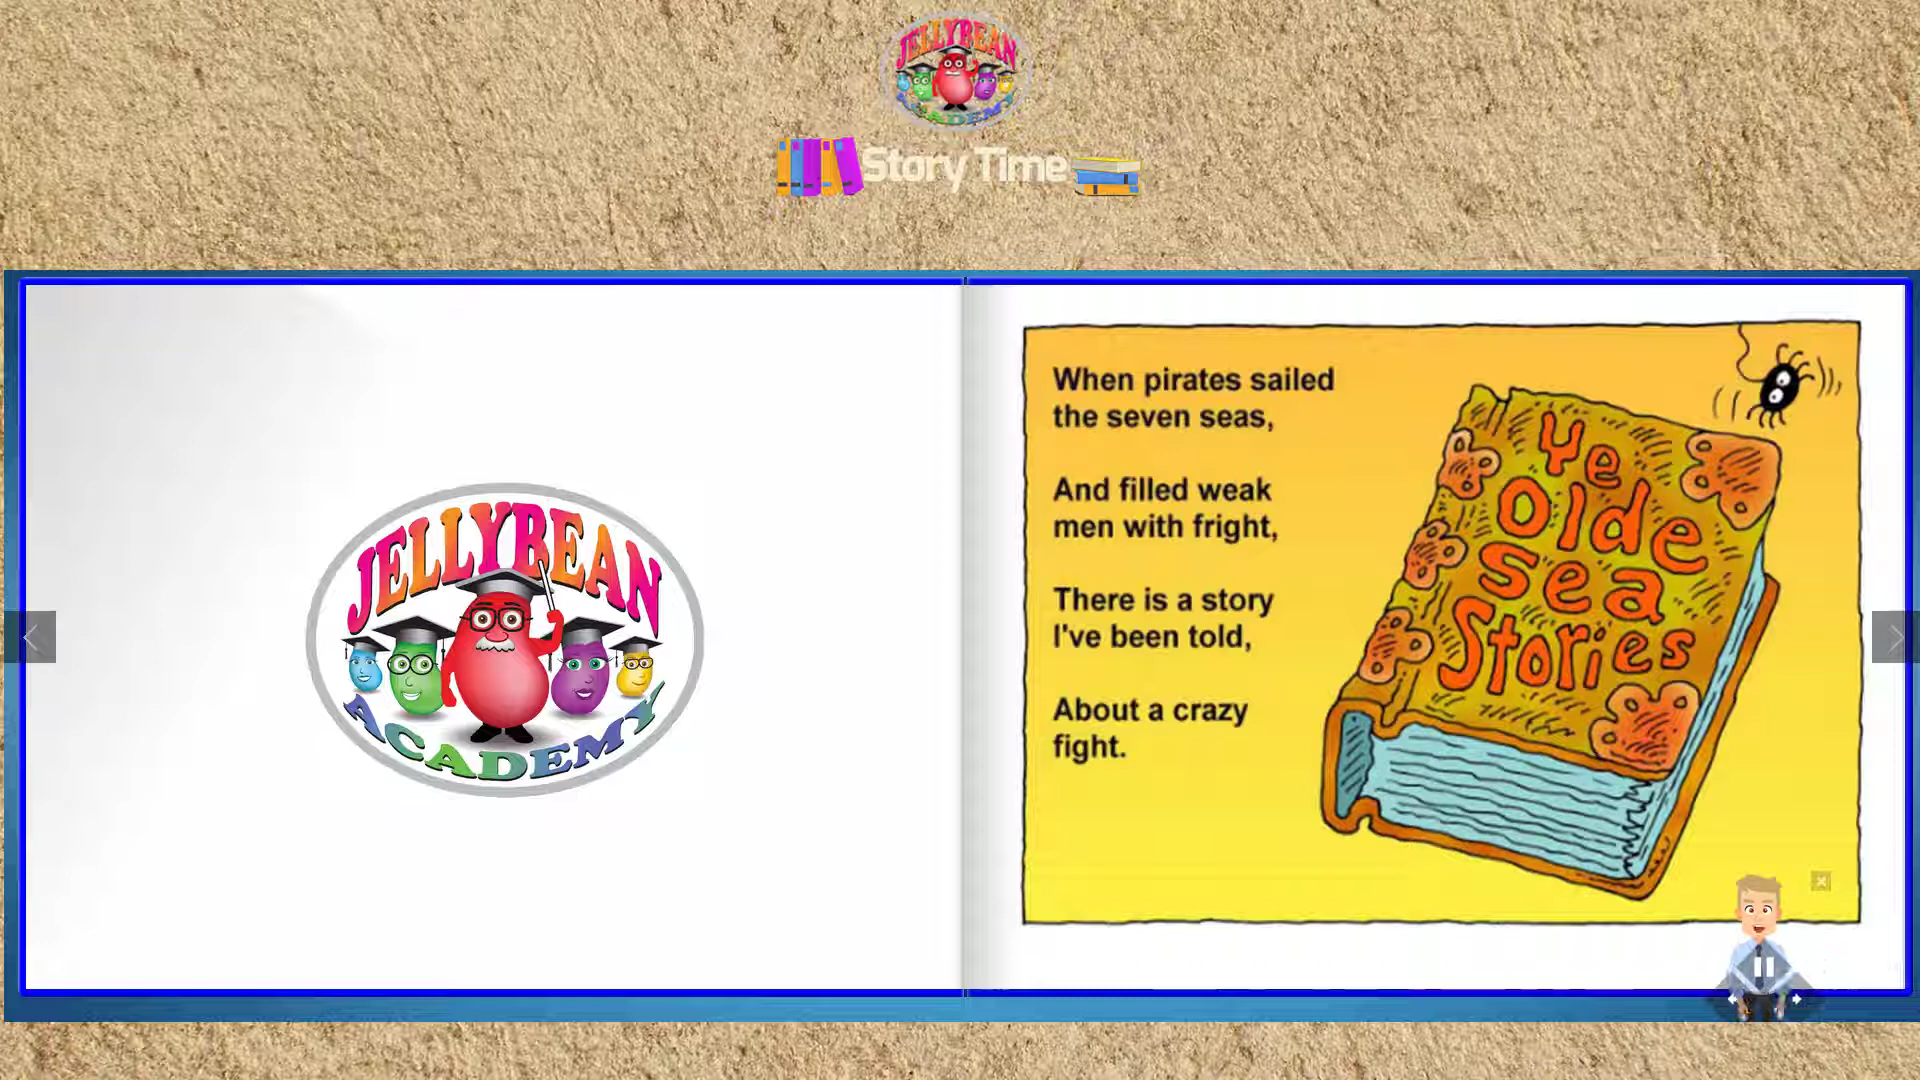 JELLYBEAN
ACADEMY
Story Time
JELLYBEAN
ACADEMY
When pirates sailed
the seven seas,
And filled weak
men with fright,
There is a story
I've been told,
About a crazy
fight.
Ye
Olde
Sea
Stories